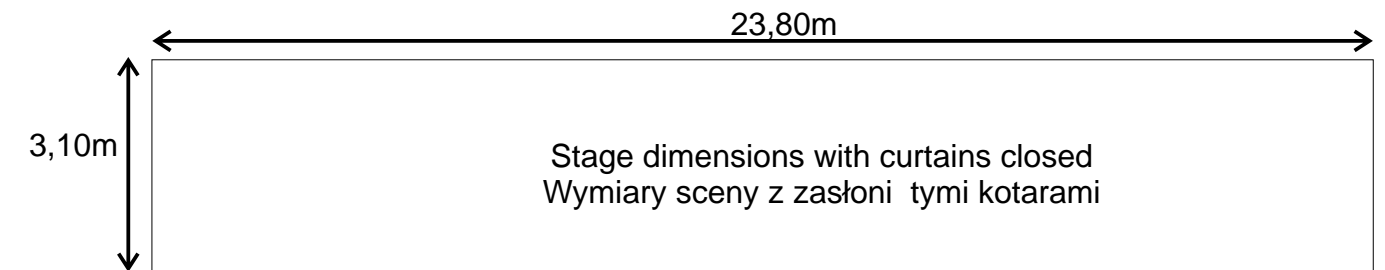 23,80m
3,10m
Stage dimensions with curtains closed
Wymiary sceny z zasłoni  tymi kotarami